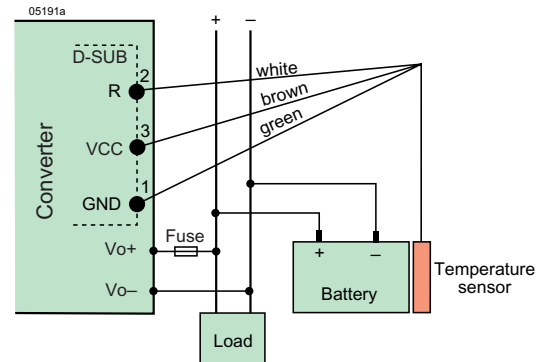 05191a
+ –
D-SUB
2
R
white
3
brown
VCC
green
1
GND
Converter
Vo+
Fuse
Vo–
+ –
Battery
Temperature
sensor
Load